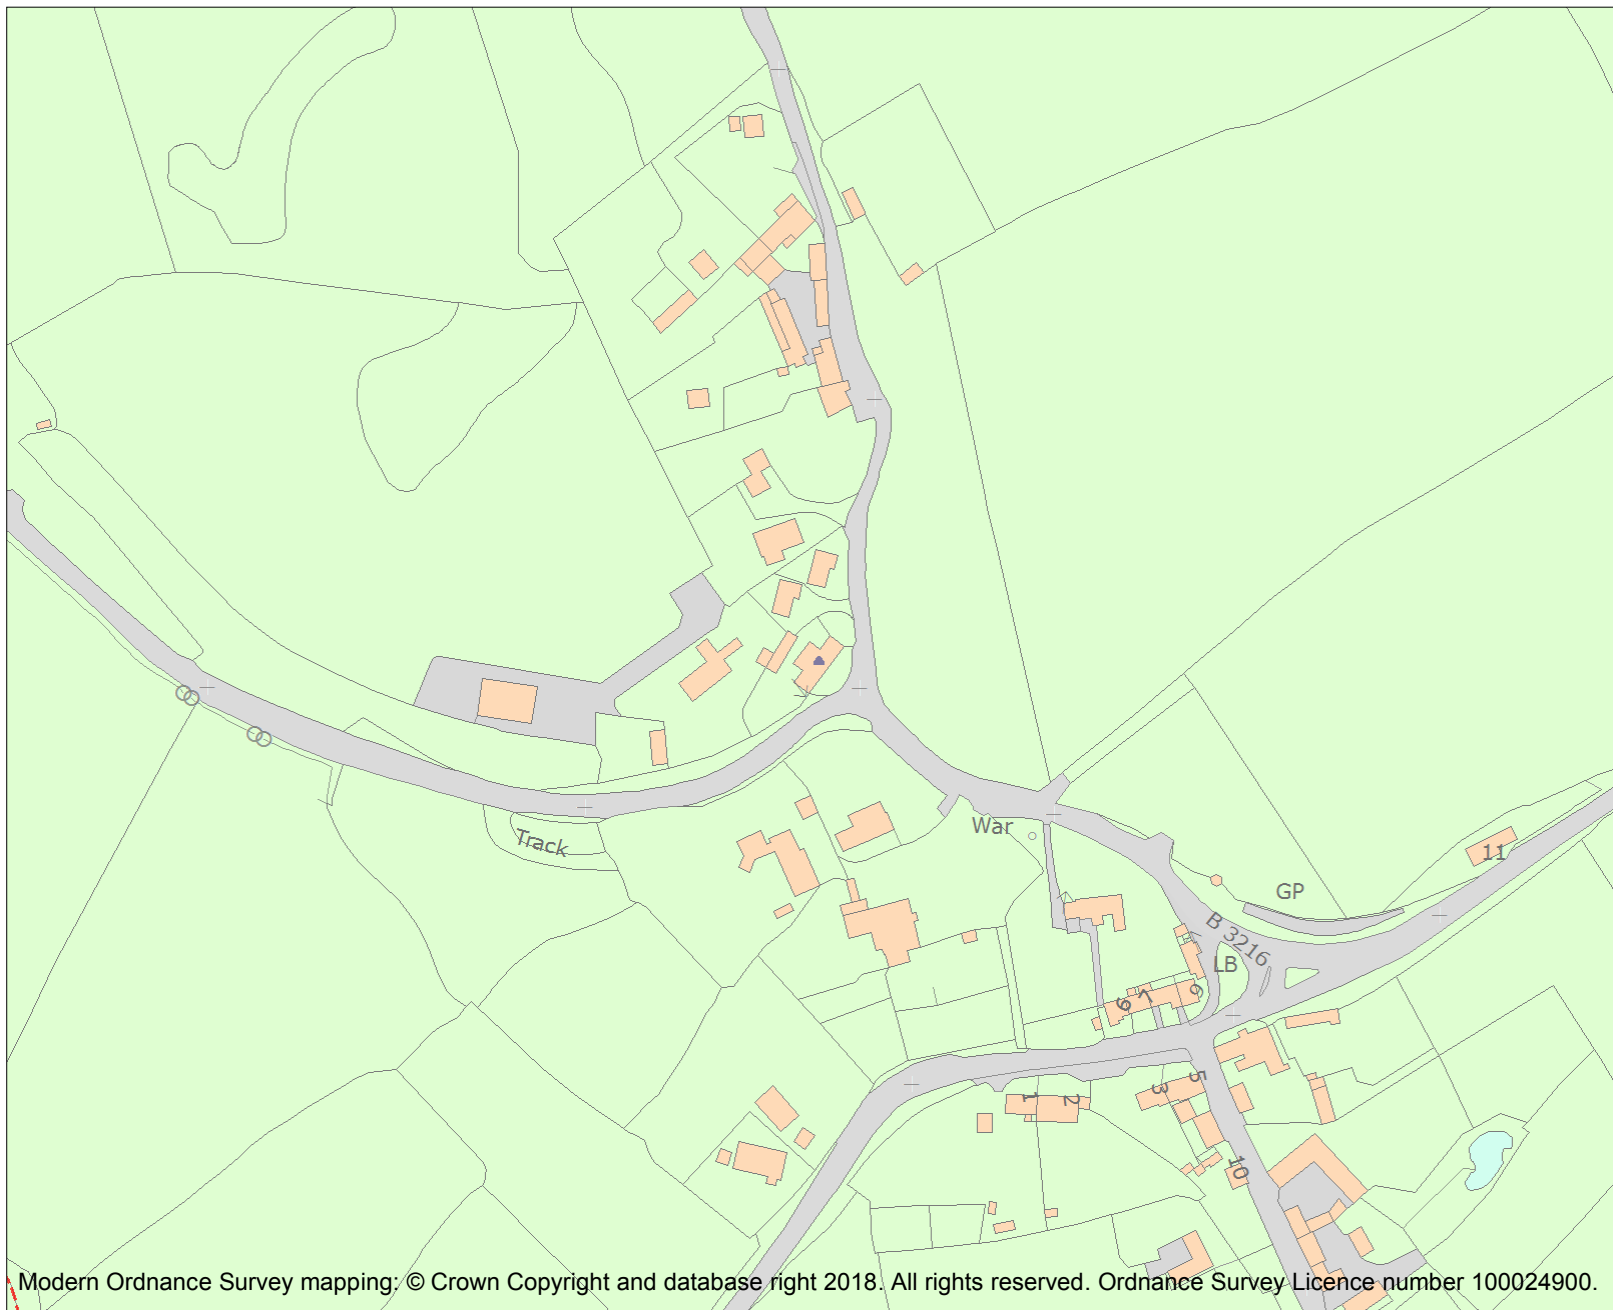 Track
War
11
GP
B 3216
LB
6
7
9
5
3
1
2
10
Modern Ordnance Survey mapping: © Crown Copyright and database right 2018. All rights reserved. Ordnance Survey Licence number 100024900.